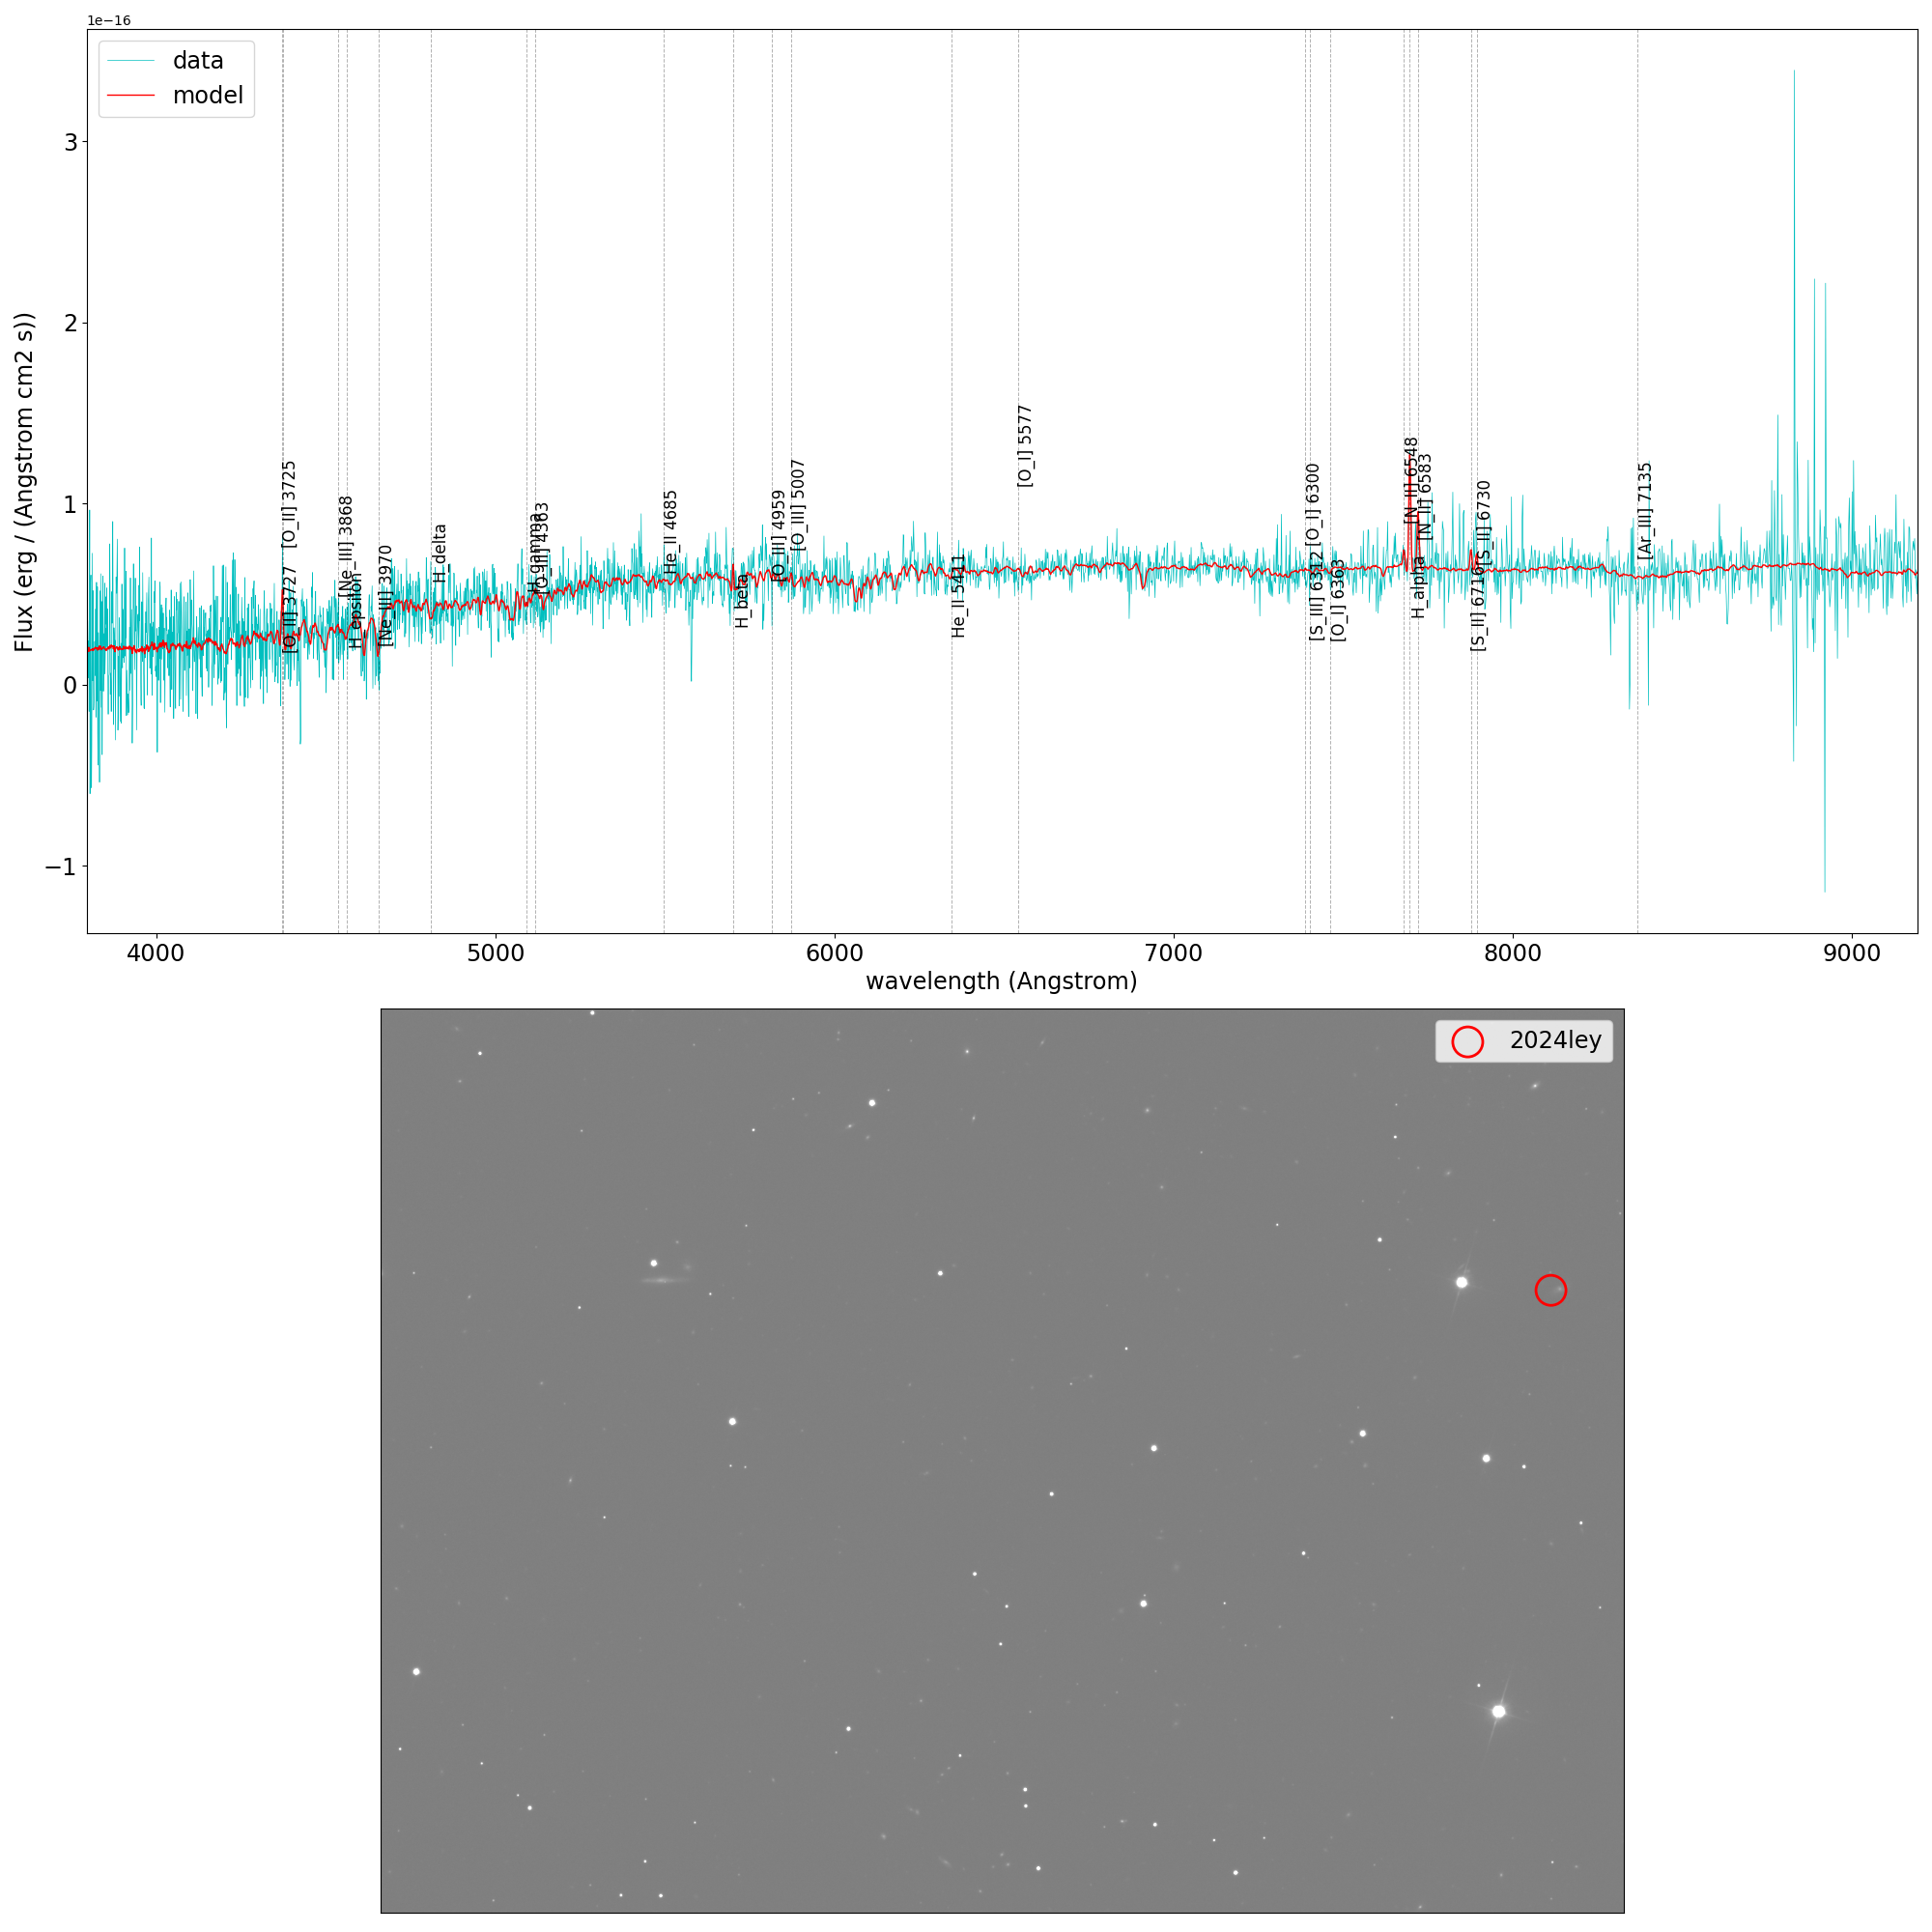 1e−16
data
model
3
2
1
0
−1
Flux (erg / (Angstrom cm2 s))
[O_II] 3725
[O_II] 3727
[Ne_III] 3868
H_epsilon
[Ne_III] 3970
H_delta
H_gamma
[O_III] 4363
He_II 4685
H_beta
[O_III] 4959
[O_III] 5007
He_II 5411
[O_I] 5577
[O_I] 6300
[S_III] 6312
[O_I] 6363
[N_II] 6548
H_alpha
[N_II] 6583
[S_II] 6716
[S_II] 6730
[Ar_III] 7135
4000 5000 6000 7000 8000 9000
wavelength (Angstrom)
2024ley